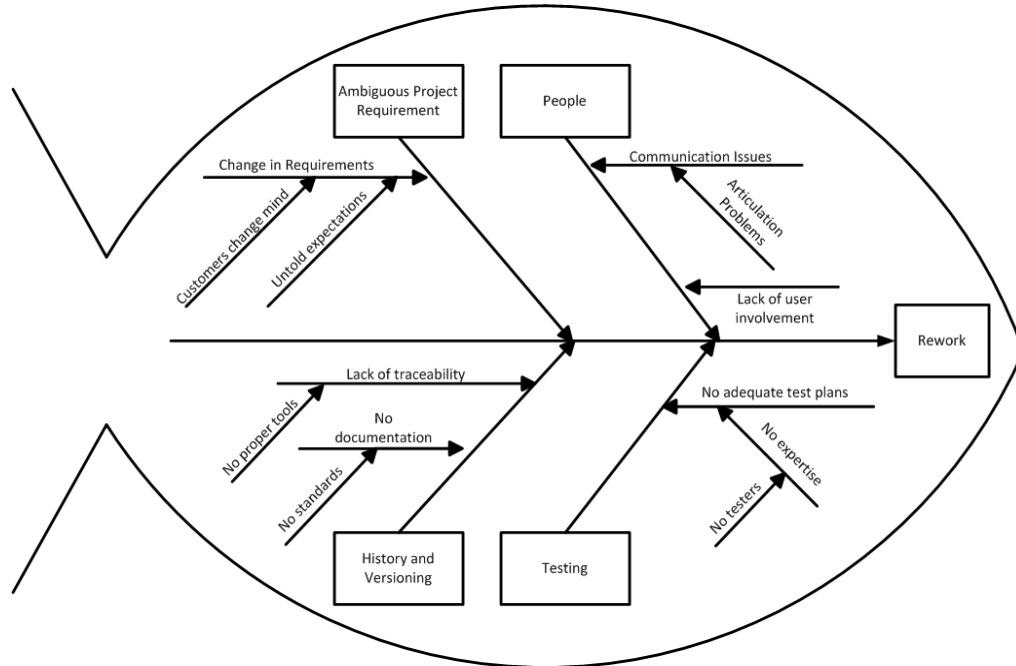 Ambiguous Project
Requirement
People
Change in Requirements
Customers change mind
Untold expectations
Communication Issues
Articulation
Problems
Lack of user
involvement
Rework
Lack of traceability
No proper tools
No
documentation
No standards
No adequate test plans
No expertise
No testers
History and
Versioning
Testing